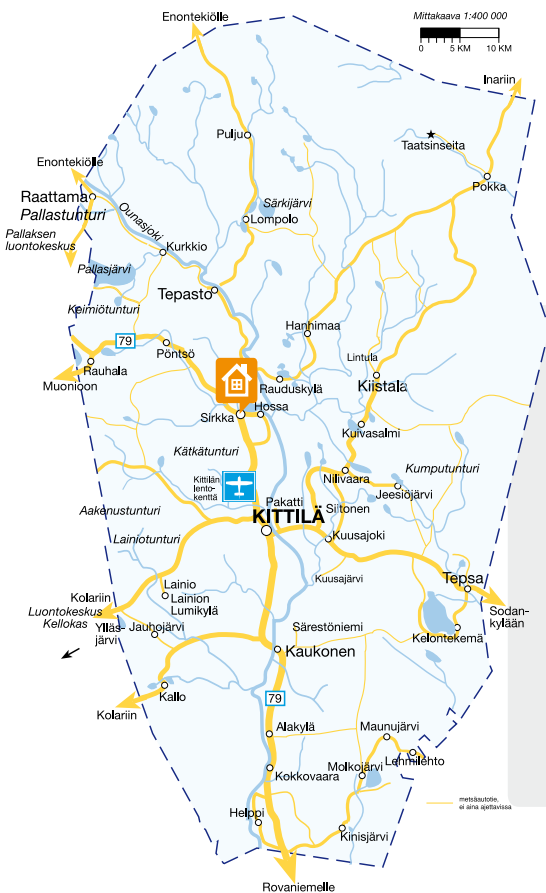 Enontekiölle
Mittakaava 1:400 000
0 5 KM 10 KM
Inariin
Pulju
Taatsinseita
Enontekiölle
Pokka
Raattama
Pallastunturi
Särkijärvi
Ounasjoki
Lompolo
Pallaksen
luontokeskus
Kurkkio
Pallasjärvi
Tepasto
Keimiötunturi
Hanhimaa
79
Pöntsö
Lintula
Rauhala
Rauduskylä
Kiistala
Muonioon
Hossa
Sirkka
Kuivasalmi
Kätkätunturi
Kumputunturi
Kittilän
lento-
kenttä
Nilivaara
Jeesiöjärvi
Pakatti
Siitonen
Aakenustunturi
KITTILÄ
Lainiotunturi
Kuusajoki
Kuusajärvi
Tepsa
Lainio
Kolariin
Lainion
Lumikylä
Luontokeskus
Kellokas
Sodan-
kylään
Ylläs-
järvi
Jauhojärvi
Särestöniemi
Kelontekemä
Kaukonen
Kallo
79
Kolariin
Alakylä
Maunujärvi
Lehmilehto
Molkojärvi
Kokkovaara
metsäautotie,
ei aina ajettavissa
Helppi
Kinisjärvi
Rovaniemelle